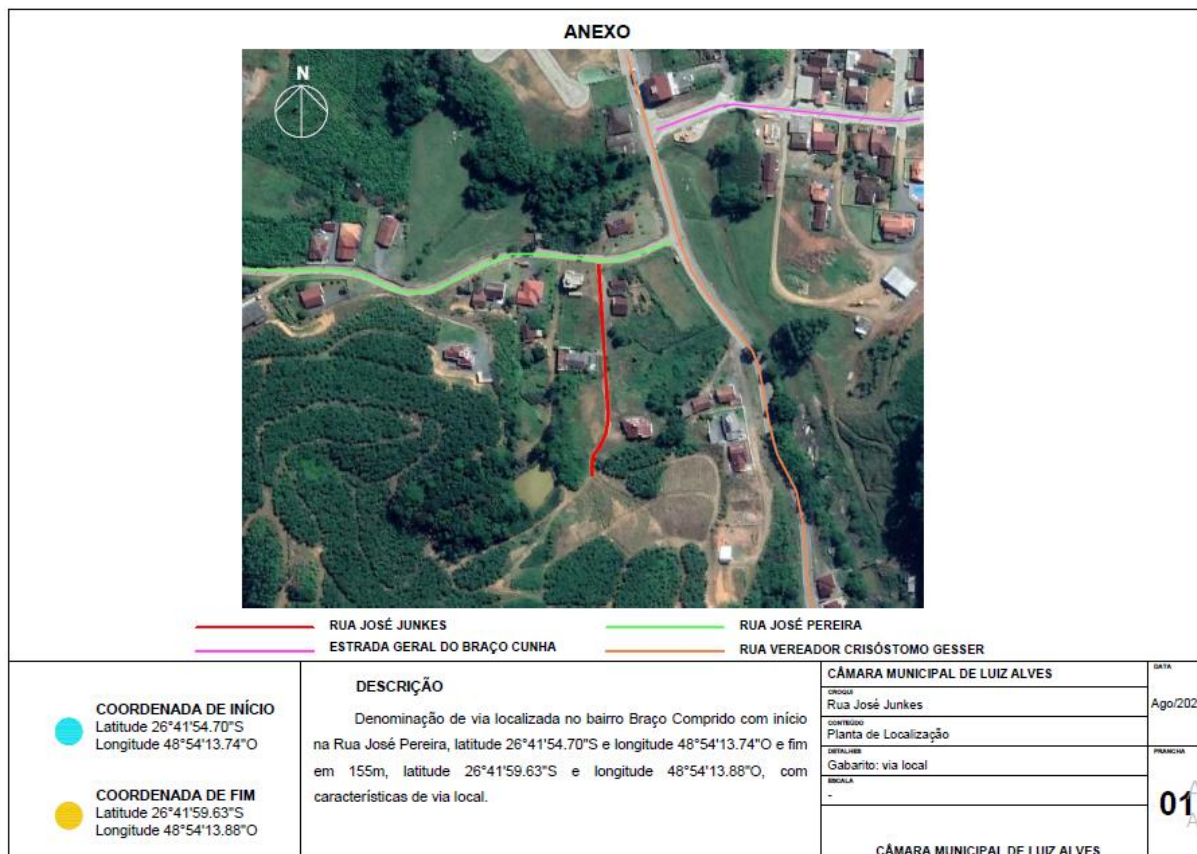 ANEXO
N
RUA JOSÉ JUNKES
RUA JOSÉ PEREIRA
ESTRADA GERAL DO BRAÇO CUNHA
RUA VEREADOR CRISÓSTOMO GESSER
COORDENADA DE INÍCIO
Latitude 26°41'54.70"S
Longitude 48°54'13.74"O
COORDENADA DE FIM
Latitude 26°41'59.63"S
Longitude 48°54'13.88"O
DESCRIÇÃO
Denominação de via localizada no bairro Braço Comprido com início
na Rua José Pereira, latitude 26°41'54.70"S e longitude 48°54'13.74"O e fim
em 155m, latitude 26°41'59.63"S e longitude 48°54'13.88"O, com
características de via local.
CÂMARA MUNICIPAL DE LUIZ ALVES
CROQUI
Rua José Junkes
CONTEÚDO
Planta de Localização
DETALHES
Gabarito: via local
ESCALA
-
CÂMARA MUNICIPAL DE LUIZ ALVES
DATA
Ago/202
PRANCHA
01